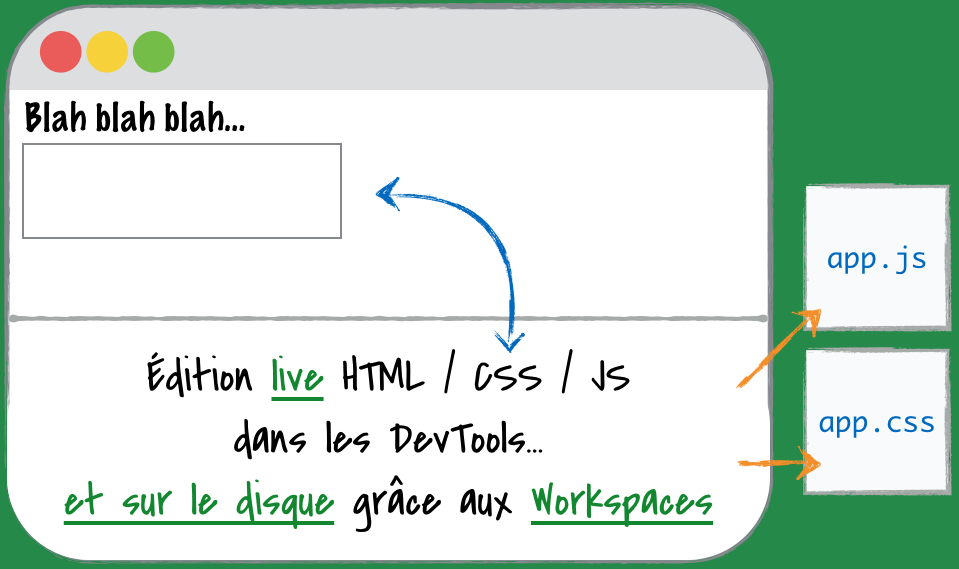 Blah blah blah...
app.js
Édition live HTML / CSS / JS
app.css
dans les DevTools...
et sur le disque grâce aux Workspaces